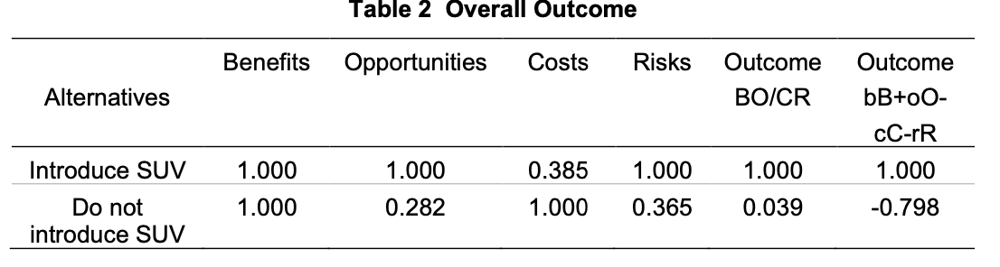 Table 2 Overall Outcome
Benefits Opportunities Costs Risks Outcome Outcome
Alternatives BO/CR bB+oO-
cC-rR
Introduce SUV 1.000 1.000 0.385 1.000 1.000 1.000
Do not 1.000 0.282 1.000 0.365 0.039 -0.798
introduce SUV